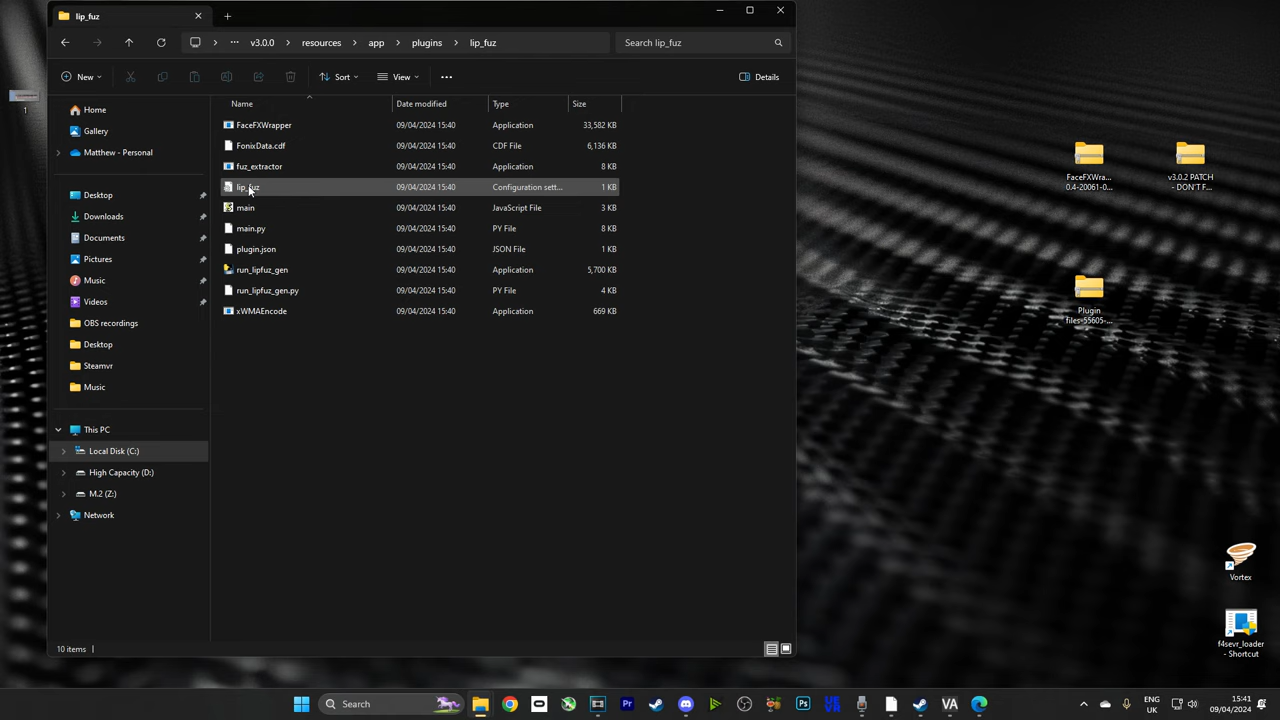 lip_fuz
v3.0.0
resources
app
plugins
lip_fuz
Search lip_fuz
New
Sort
View
Details
Name
Date modified
Type
Size
Home
Gallery
Matthew - Personal
Desktop
Downloads
Documents
Pictures
Music
Videos
OBS recordings
Desktop
Steamvr
Music
This PC
Local Disk (C:)
High Capacity (D:)
M.2 (Z:)
Network
FaceFXWrapper 09/04/2024 15:40 Application 33,582 KB
FonixData.cdf 09/04/2024 15:40 CDF File 6,136 KB
fuz_extractor 09/04/2024 15:40 Application 8 KB
lip_fuz 09/04/2024 15:40 Configuration sett... 1 KB
main 09/04/2024 15:40 JavaScript File 3 KB
main.py 09/04/2024 15:40 PY File 8 KB
plugin.json 09/04/2024 15:40 JSON File 1 KB
run_lipfuz_gen 09/04/2024 15:40 Application 5,700 KB
run_lipfuz_gen.py 09/04/2024 15:40 PY File 4 KB
xWMAEncode 09/04/2024 15:40 Application 669 KB
10 items
1
FaceFXWra...
0.4-20061-0...
v3.0.2 PATCH
- DON'T F...
Plugin
files-55605-...
Vortex
f4sevr_loader
- Shortcut
Search
ENG
UK
15:41
09/04/2024